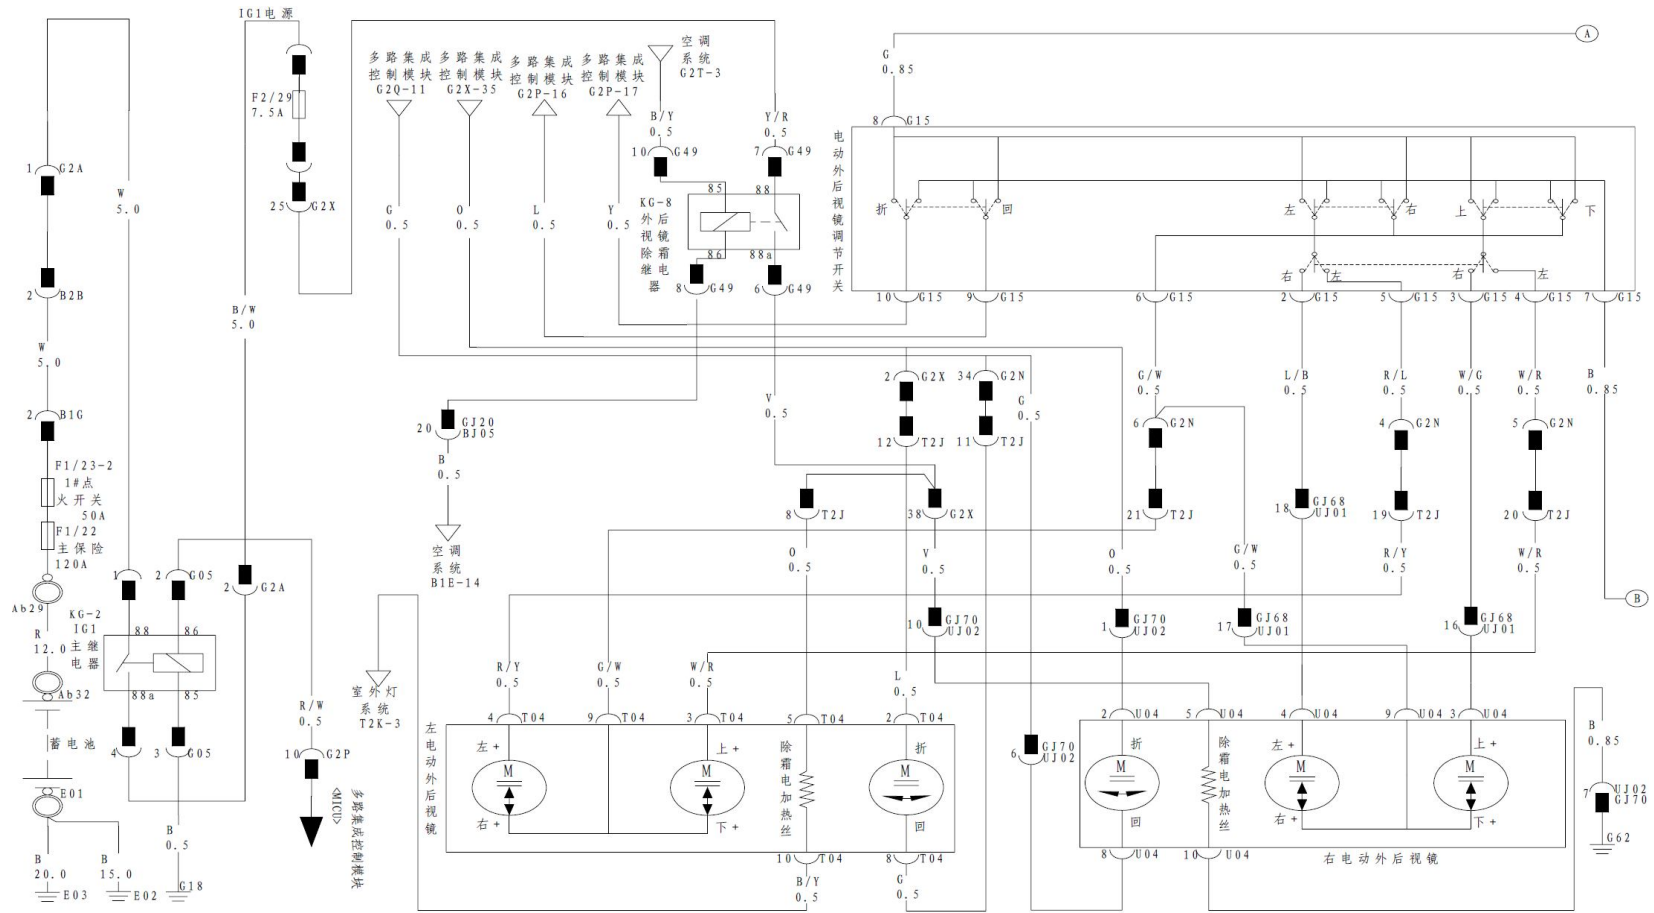 IG1电源
A
多路集成
控制模块
G2Q-11
多路集成
控制模块
G2X-35
多路集成
控制模块
G2P-16
多路集成
控制模块
G2P-17
空调
系统
G2T-3
G
0.85
F2/29
7.5A
B/Y
0.5
Y/R
0.5
8 G15
电动外后视镜调节开关
1 G2A
W
5.0
25 G2X
10 G49
7 G49
85
88
KG-8
外后
视镜
除霜
继电
器
86
88a
8 G49
6 G49
G
0.5
O
0.5
L
0.5
Y
0.5
折
回
左
右
上
下
右
左
右
左
2 B2B
10 G15
9 G15
6 G15
2 G15
5 G15
3 G15
4 G15
7 G15
B/W
5.0
W
5.0
2 G2X
34 G2N
G
0.5
V
0.5
G/W
0.5
L/B
0.5
R/L
0.5
W/G
0.5
W/R
0.5
B
0.85
2 B1G
20 GJ20
BJ05
12 T2J
11 T2J
6 G2N
4 G2N
5 G2N
B
0.5
F1/23-2
1#点
火开关
50A
F1/22
主保险
120A
8 T2J
38 G2X
21 T2J
18 GJ68
UJ01
19 T2J
20 T2J
空调
系统
B1E-14
O
0.5
V
0.5
O
0.5
G/W
0.5
R/Y
0.5
W/R
0.5
1
2 G05
2 G2A
Ab29
B
KG-2
IG1
主继
电器
88
86
88a
85
R
12.0
Ab32
10 GJ70
UJ02
1 GJ70
UJ02
17 GJ68
UJ01
16 GJ68
UJ01
R/Y
0.5
G/W
0.5
W/R
0.5
L
0.5
室外灯
系统
T2K-3
R/W
0.5
4 T04
9 T04
3 T04
5 T04
2 T04
2 U04
5 U04
4 U04
9 U04
3 U04
B
0.85
蓄电池
4
3 G05
10 G2P
左电动外后视镜
左+
M
右+
上+
M
下+
除霜电加热丝
折
M
回
6 GJ70
UJ02
折
M
回
除霜电加热丝
左+
M
右+
上+
M
下+
7 UJ02
GJ70
E01
<MICU>
多路集成控制模块
B
0.5
G62
B
20.0
B
15.0
10 T04
8 T04
8 U04
10 U04
右电动外后视镜
B/Y
0.5
G
0.5
E03
E02
G18